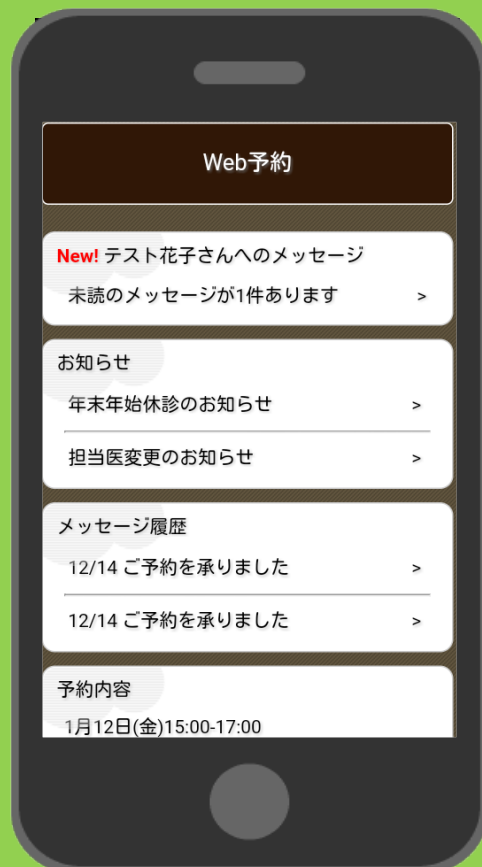 Web予約
New! テスト花子さんへのメッセージ
未読のメッセージが1件あります >
お知らせ
年末年始休診のお知らせ >
担当医変更のお知らせ >
メッセージ履歴
12/14 ご予約を承りました >
12/14 ご予約を承りました >
予約内容
1月12日(金)15:00-17:00